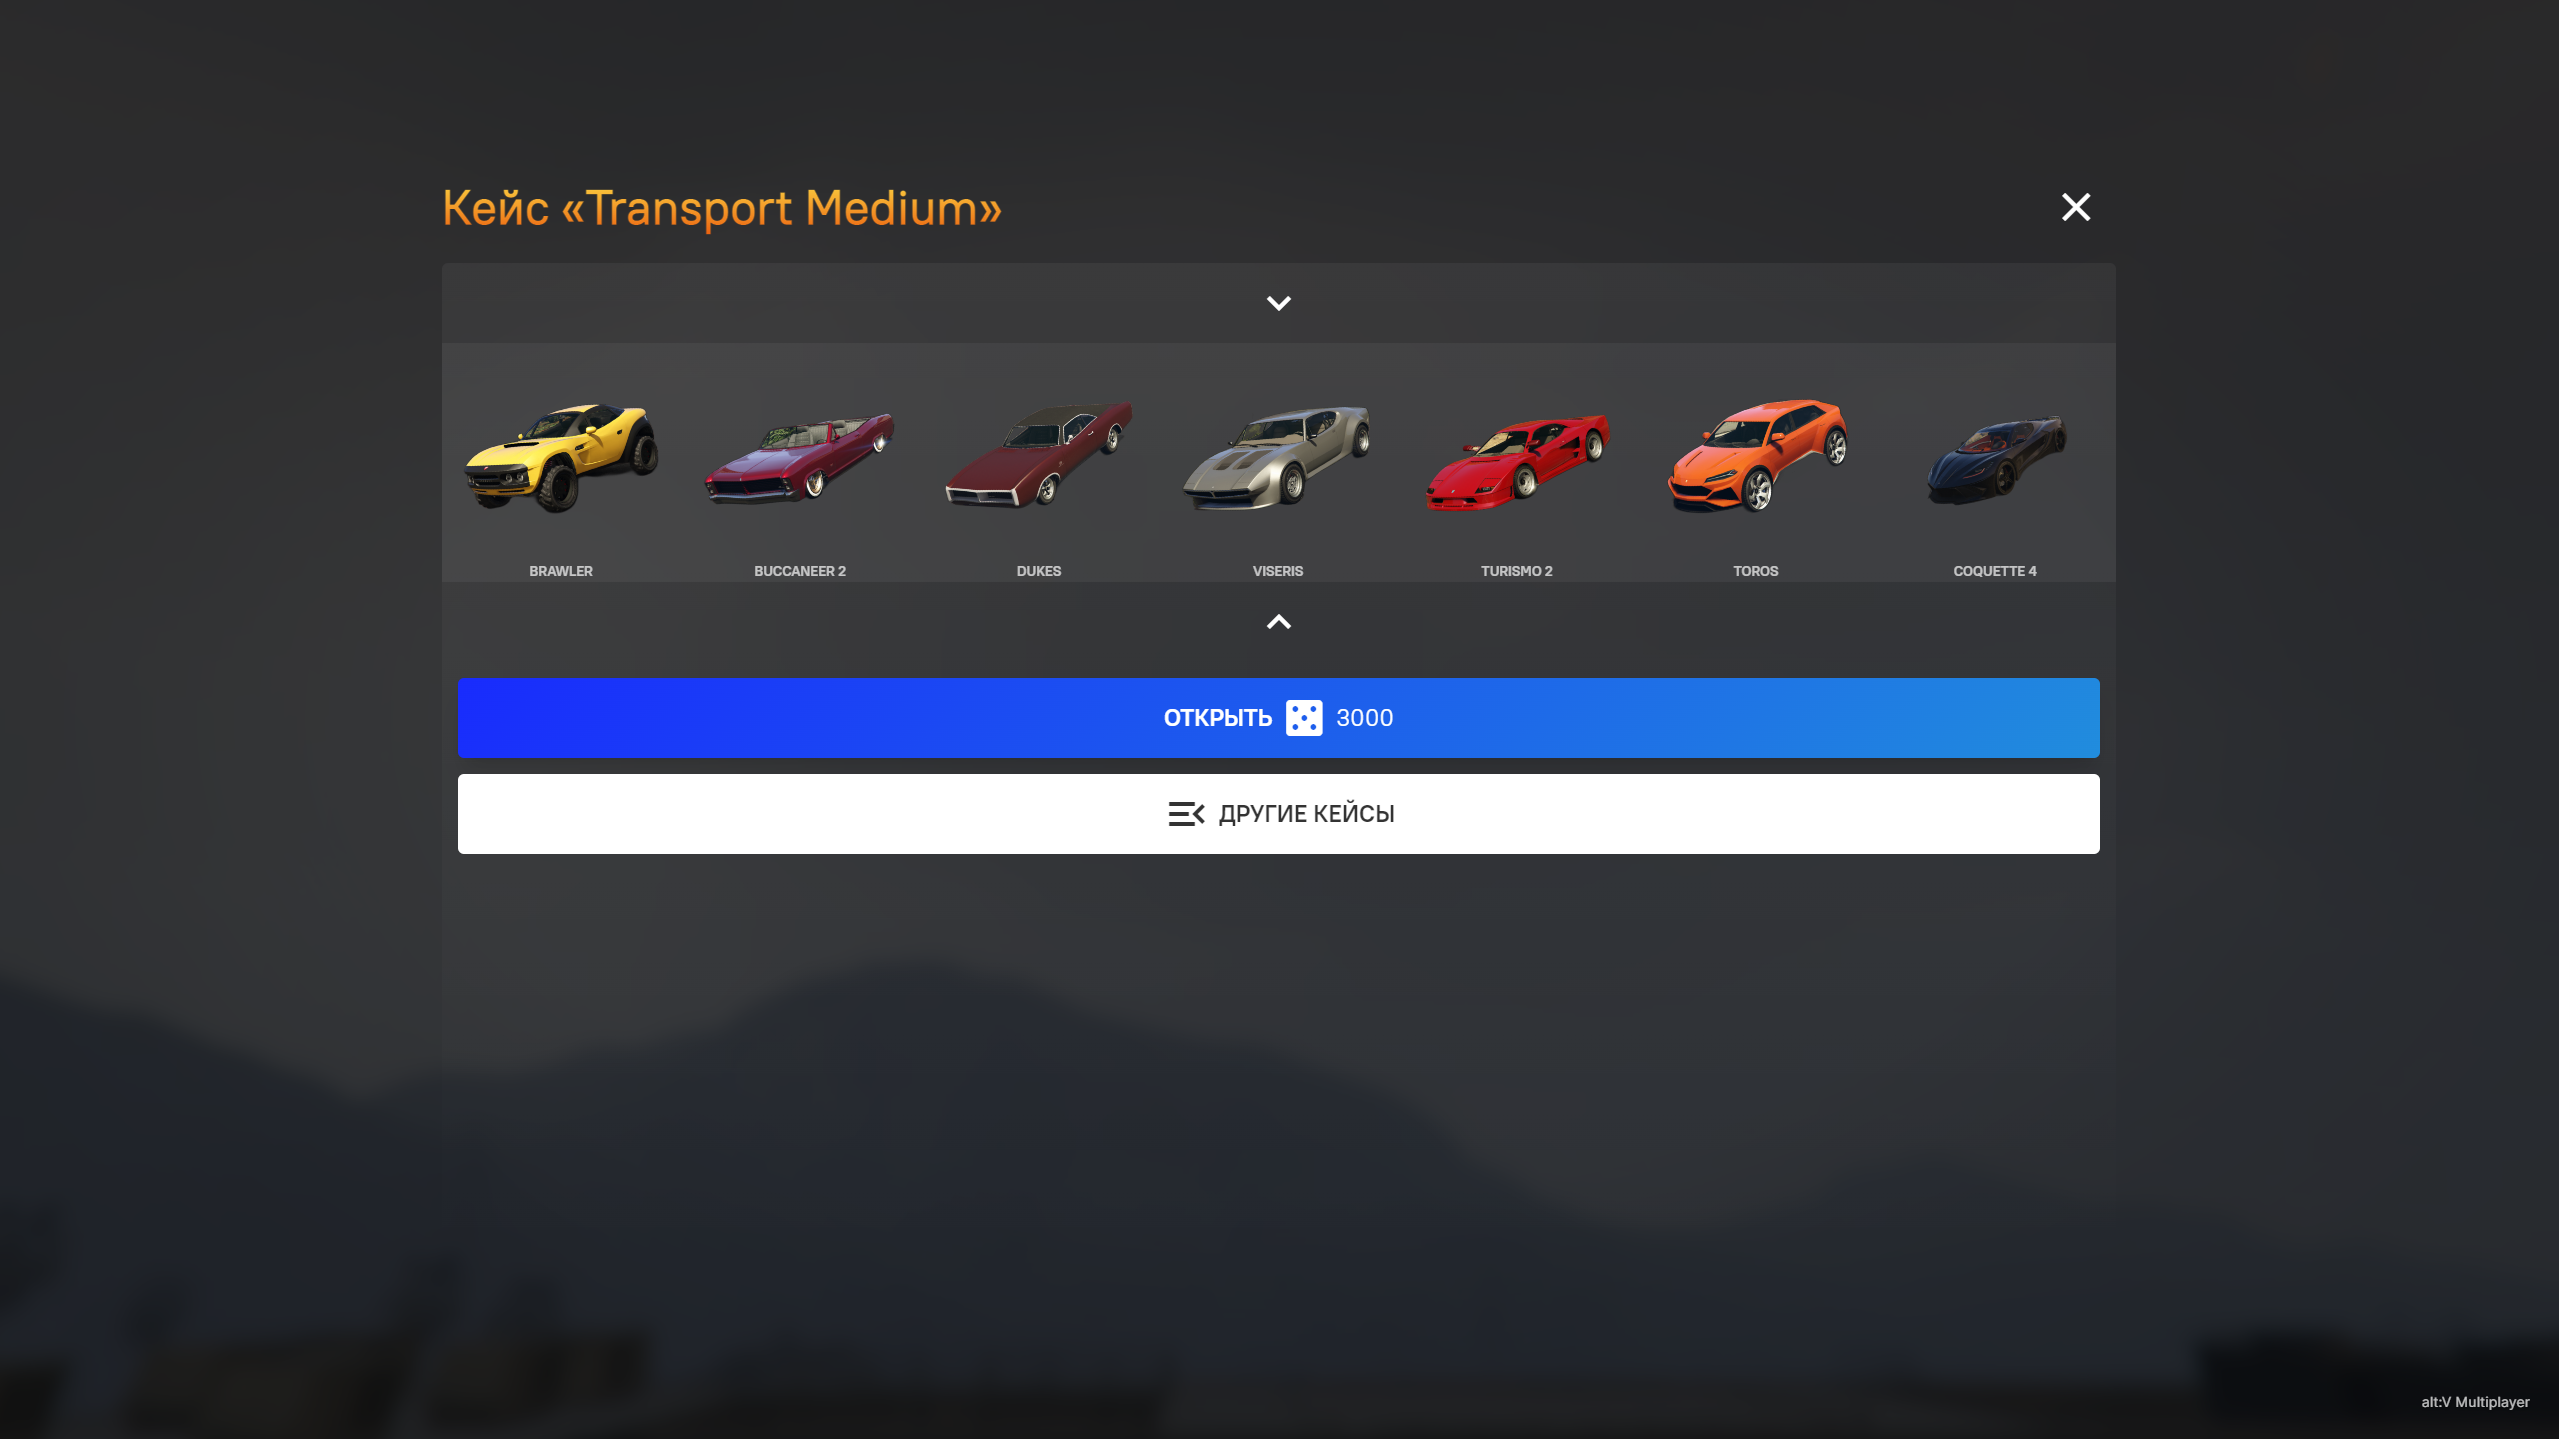 Кейс «Transport Medium»
BRAWLER
BUCCANEER 2
DUKES
VISERIS
TURISMO 2
TOROS
COQUETTE 4
ОТКРЫТЬ 3000
ДРУГИЕ КЕЙСЫ
alt:V Multiplayer